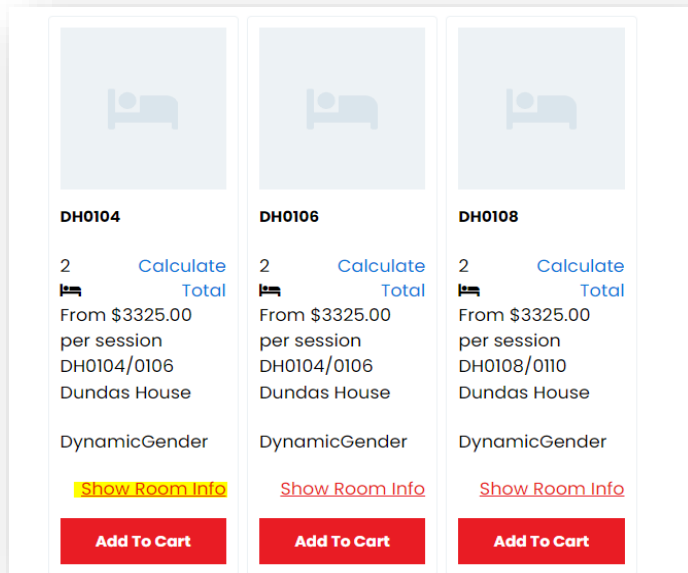 DH0104
2 Calculate
Total
From $3325.00
per session
DH0104/0106
Dundas House
DynamicGender
Show Room Info
Add To Cart
DH0106
2 Calculate
Total
From $3325.00
per session
DH0104/0106
Dundas House
DynamicGender
Show Room Info
Add To Cart
DH0108
2 Calculate
Total
From $3325.00
per session
DH0108/0110
Dundas House
DynamicGender
Show Room Info
Add To Cart